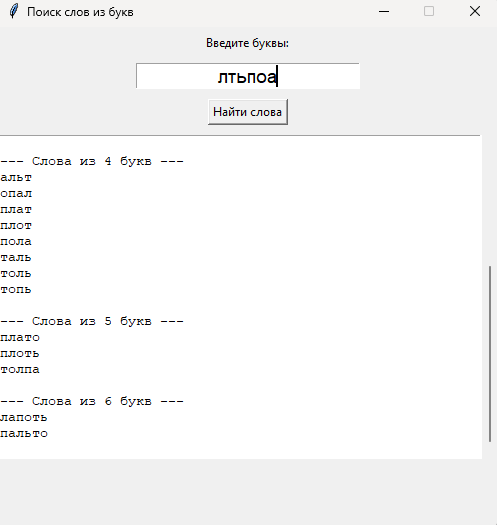 Поиск слов из букв
Введите буквы:
лтьпоа
Найти слова
--- Слова из 4 букв ---
альт
опал
плат
плот
пола
таль
толь
топь
--- Слова из 5 букв ---
плато
плоть
толпа
--- Слова из 6 букв ---
лапоть
пальто